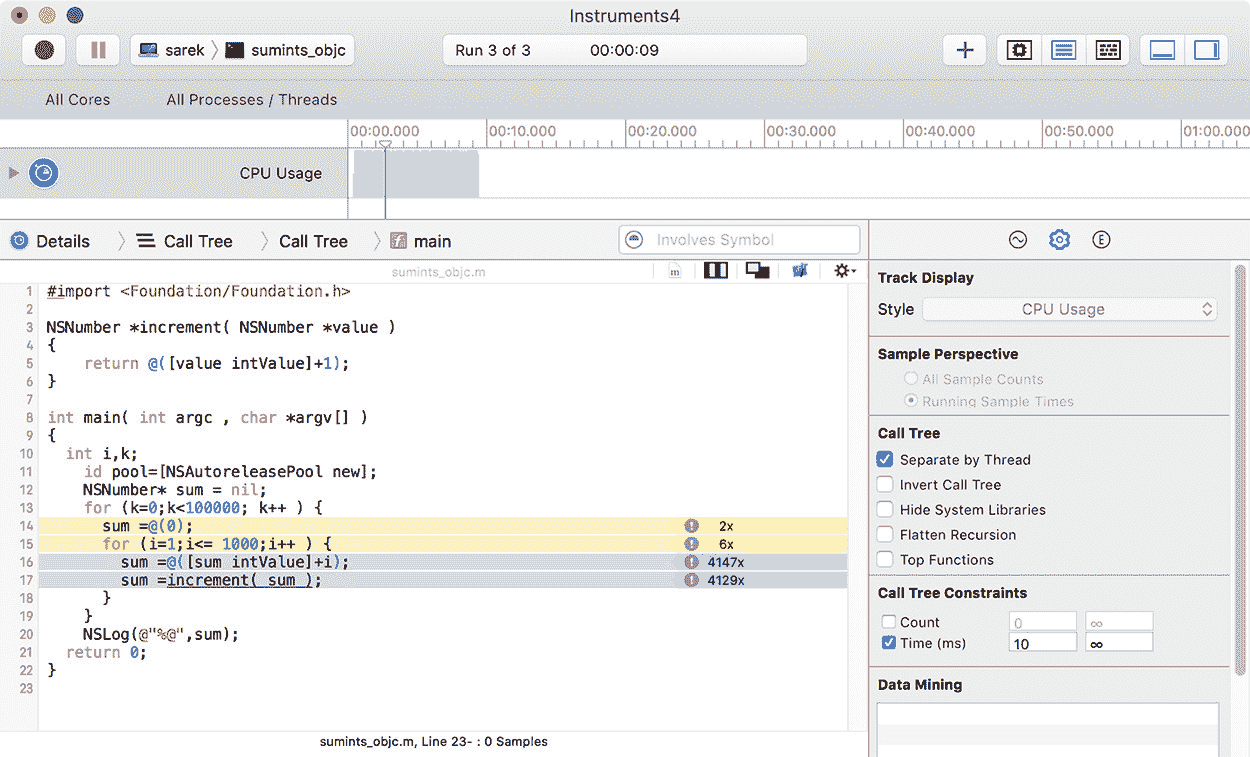 Instruments4
sarek sumints_objc Run 3 of 3 00:00:09
All Cores All Processes / Threads
00:00.000 00:10.000 00:20.000 00:30.000 00:40.000 00:50.000 01:00.000
CPU Usage
Details Call Tree Call Tree main Involves Symbol E
sumints_objc.m m
1 #import <Foundation/Foundation.h>
2
3 NSNumber *increment( NSNumber *value )
4 {
5 return @([value intValue]+1);
6 }
7
8 int main( int argc , char *argv[] )
9 {
10 int i,k;
11 id pool=[NSAutoreleasePool new];
12 NSNumber* sum = nil;
13 for (k=0;k<100000; k++ ) {
14 sum =@(0); 2x
15 for (i=1;i<= 1000;i++ ) { 6x
16 sum =@([sum intValue]+i); 4147x
17 sum =increment( sum ); 4129x
18 }
19 }
20 NSLog(@"%@",sum);
21 return 0;
22 }
23
sumints_objc.m, Line 23- : 0 Samples
Track Display
Style CPU Usage
Sample Perspective
All Sample Counts
Running Sample Times
Call Tree
Separate by Thread
Invert Call Tree
Hide System Libraries
Flatten Recursion
Top Functions
Call Tree Constraints
Count 0 ∞
Time (ms) 10 ∞
Data Mining